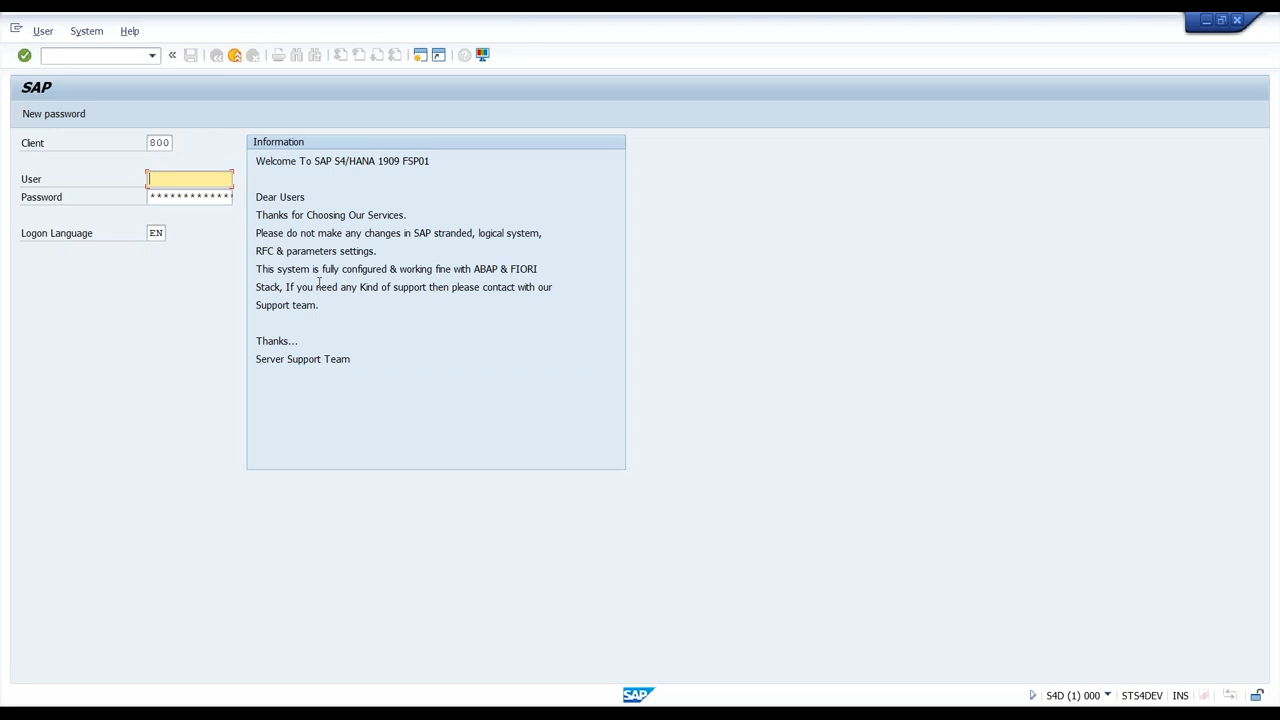 User System Help
SAP
New password
Client 800
User
Password *************
Logon Language EN
Information
Welcome To SAP S4/HANA 1909 FSP01
Dear Users
Thanks for Choosing Our Services.
Please do not make any changes in SAP stranded, logical system,
RFC & parameters settings.
This system is fully configured & working fine with ABAP & FIORI
Stack, If you need any Kind of support then please contact with our
Support team.
Thanks...
Server Support Team
SAP S4D (1) 000 STS4DEV INS